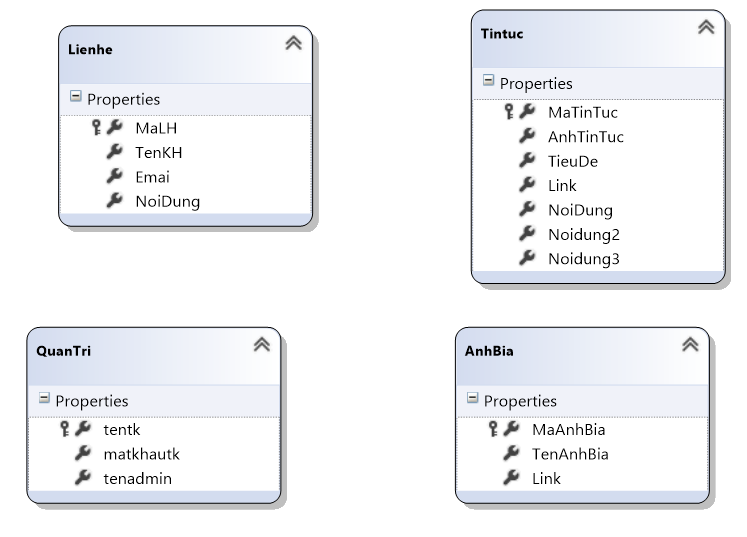 Lienhe
Properties
MaLH
TenKH
Emai
NoiDung
Tintuc
Properties
MaTinTuc
AnhTinTuc
TieuDe
Link
NoiDung
Noidung2
Noidung3
QuanTri
Properties
tentk
matkhautk
tenadmin
AnhBia
Properties
MaAnhBia
TenAnhBia
Link